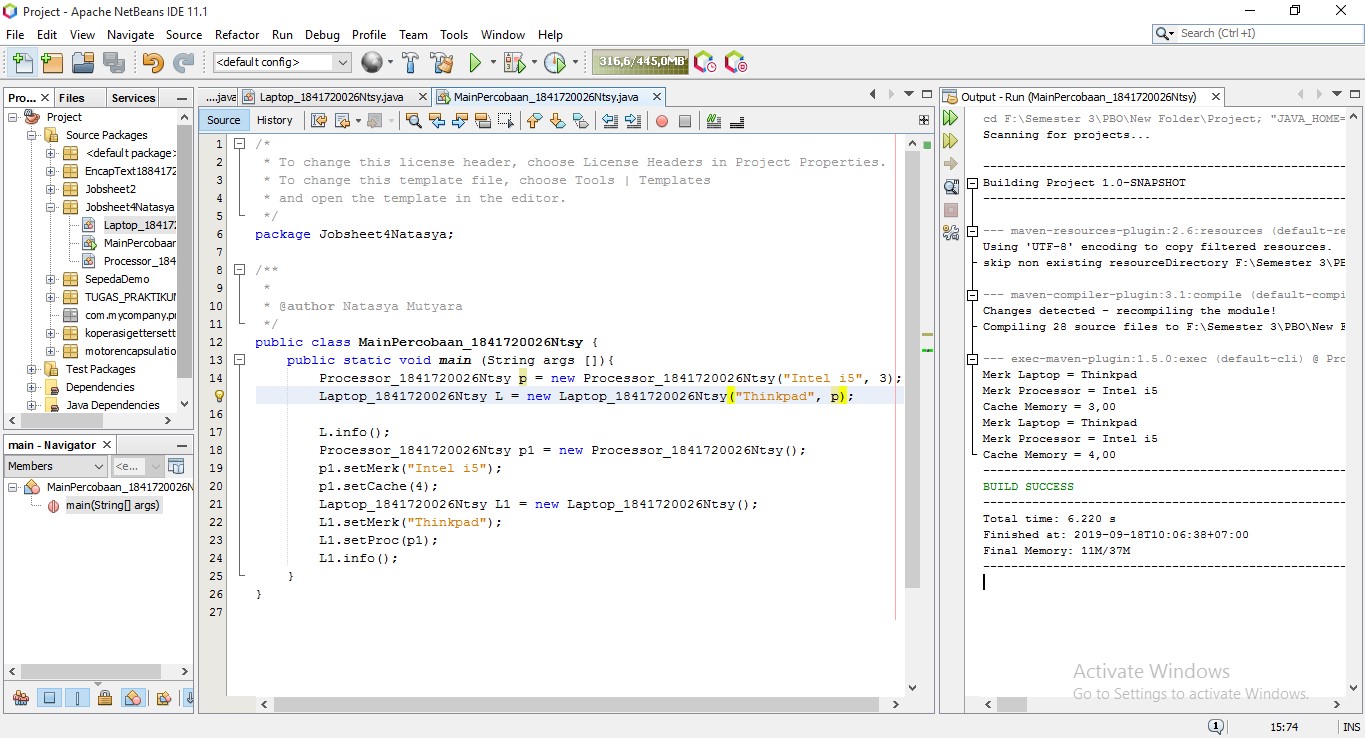 Project - Apache NetBeans IDE 11.1
File Edit View Navigate Source Refactor Run Debug Profile Team Tools Window Help
Search (Ctrl+I)
<default config>
316,6/445,0MB
Pro... Files Services
Project
Source Packages
<default package>
EncapText1884172
Jobsheet2
Jobsheet4Natasya
Laptop_18417
MainPercobaan
Processor_184
SepedaDemo
TUGAS_PRAKTIKU
com.mycompany.p
koperasigettersett
motorencapsulatio
Test Packages
Dependencies
Java Dependencies
main - Navigator
Members <e...
MainPercobaan_1841720026N
main(String[] args)
....java Laptop_1841720026Ntsy.java MainPercobaan_1841720026Ntsy.java
Source History
1 /*
2 * To change this license header, choose License Headers in Project Properties.
3 * To change this template file, choose Tools | Templates
4 * and open the template in the editor.
5 */
6 package Jobsheet4Natasya;
7
8 /**
9 *
10 * @author Natasya Mutyara
11 */
12 public class MainPercobaan_1841720026Ntsy {
13 public static void main (String args []){
14 Processor_1841720026Ntsy p = new Processor_1841720026Ntsy("Intel i5", 3);
Laptop_1841720026Ntsy L = new Laptop_1841720026Ntsy("Thinkpad", p);
16
17 L.info();
18 Processor_1841720026Ntsy p1 = new Processor_1841720026Ntsy();
19 p1.setMerk("Intel i5");
20 p1.setCache(4);
21 Laptop_1841720026Ntsy L1 = new Laptop_1841720026Ntsy();
22 L1.setMerk("Thinkpad");
23 L1.setProc(p1);
24 L1.info();
25 }
26 }
27
Output - Run (MainPercobaan_1841720026Ntsy)
cd F:\Semester 3\PBO\New Folder\Project; "JAVA_HOME=
Scanning for projects...
Building Project 1.0-SNAPSHOT
--- maven-resources-plugin:2.6:resources (default-re
Using 'UTF-8' encoding to copy filtered resources.
skip non existing resourceDirectory F:\Semester 3\PB
--- maven-compiler-plugin:3.1:compile (default-compi
Changes detected - recompiling the module!
Compiling 28 source files to F:\Semester 3\PBO\New F
--- exec-maven-plugin:1.5.0:exec (default-cli) @ Pro
Merk Laptop = Thinkpad
Merk Processor = Intel i5
Cache Memory = 3,00
Merk Laptop = Thinkpad
Merk Processor = Intel i5
Cache Memory = 4,00
BUILD SUCCESS
Total time: 6.220 s
Finished at: 2019-09-18T10:06:38+07:00
Final Memory: 11M/37M
Activate Windows
Go to Settings to activate Windows.
1 15:74 INS